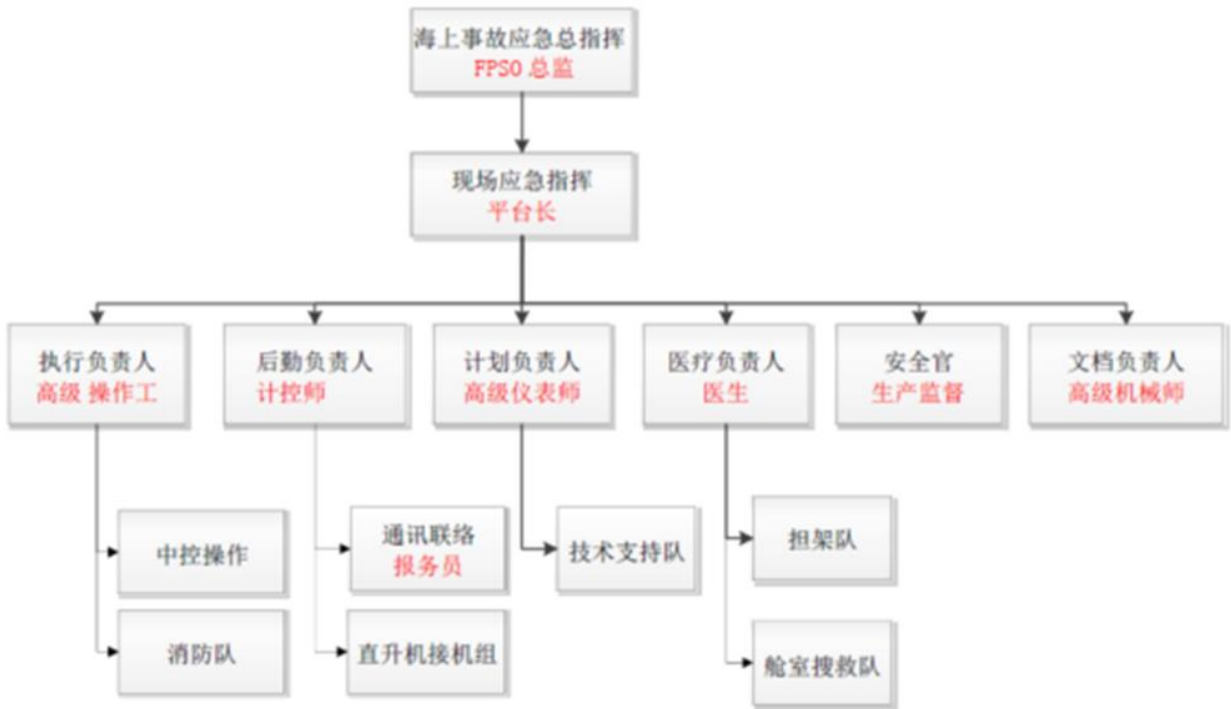 海上事故应急总指挥
FPSO 总监
现场应急指挥
平台长
执行负责人
高级 操作工
后勤负责人
计控师
计划负责人
高级仪表师
医疗负责人
医生
安全官
生产监督
文档负责人
高级机械师
中控操作
通讯联络
报务员
技术支持队
担架队
消防队
直升机接机组
舱室搜救队